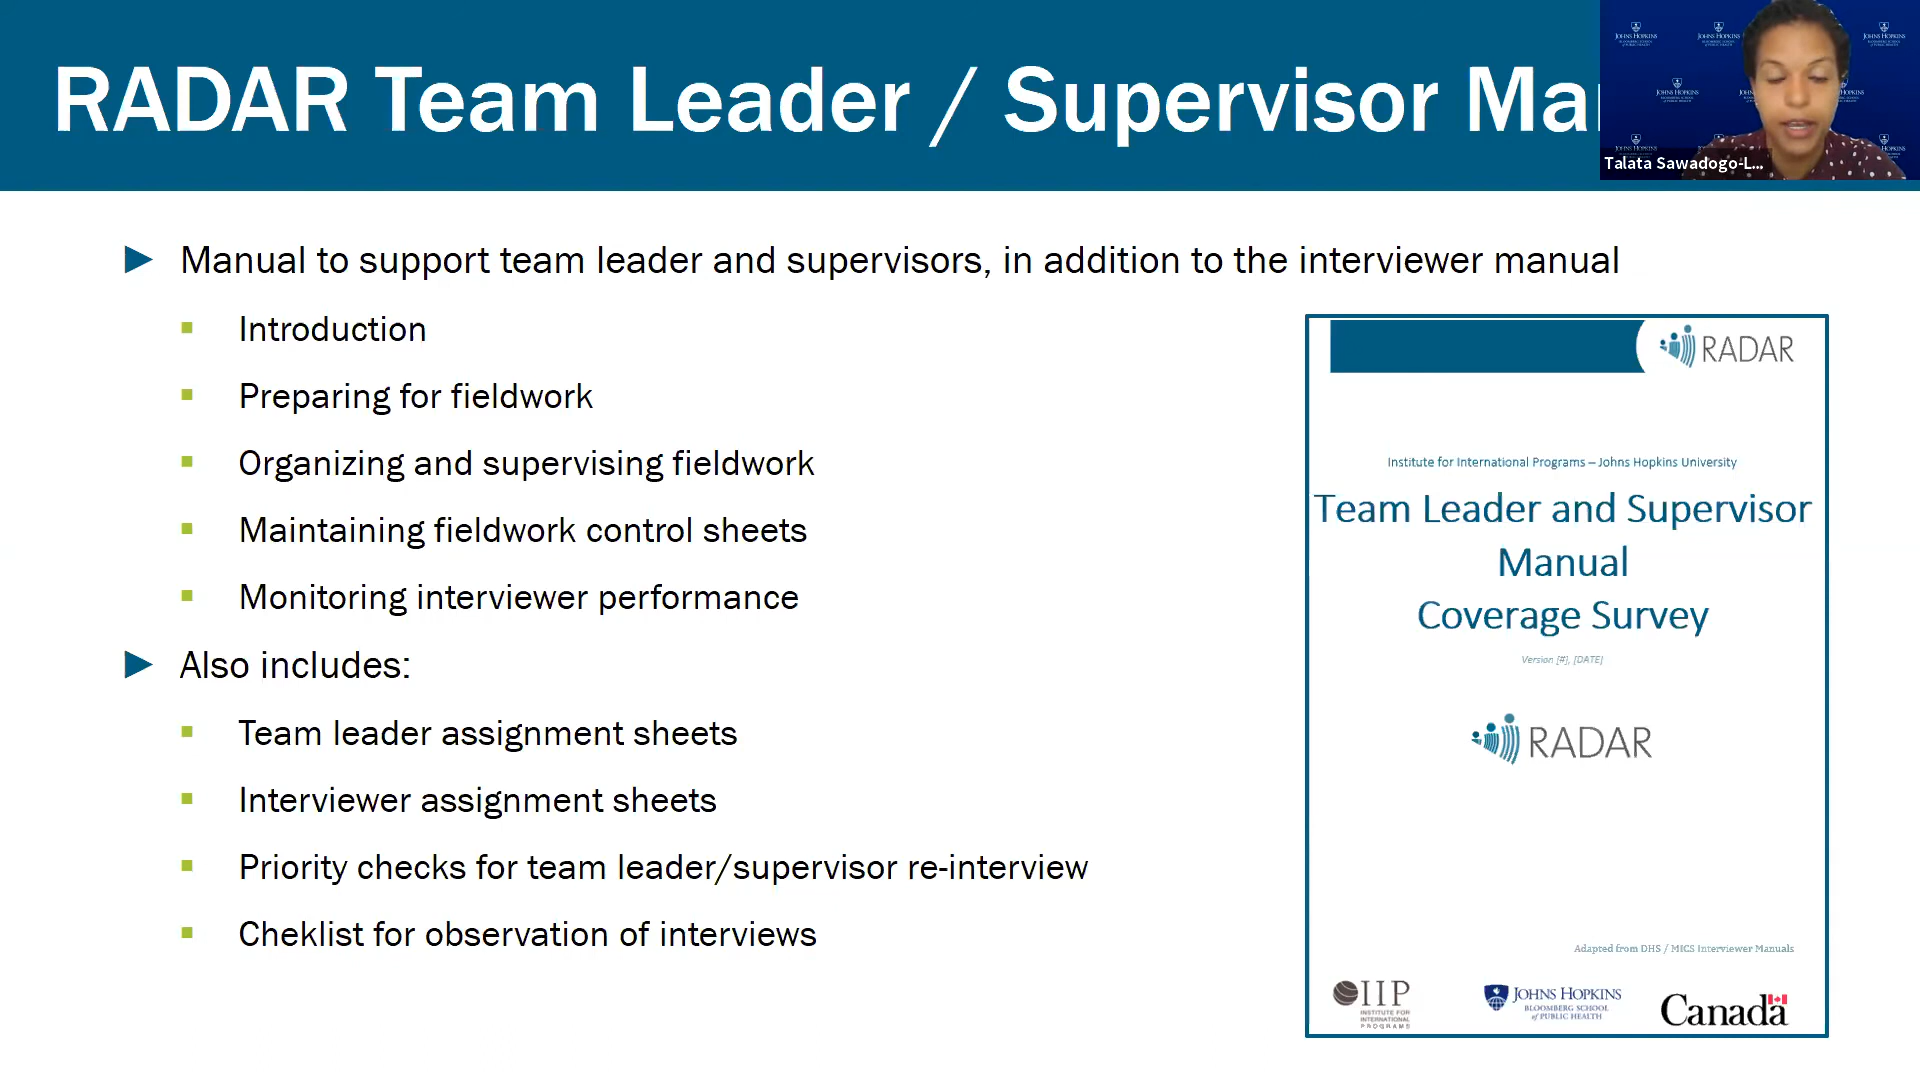 RADAR Team Leader / Supervisor Ma
Talata Sawadogo-L...
Manual to support team leader and supervisors, in addition to the interviewer manual
Introduction
Preparing for fieldwork
Organizing and supervising fieldwork
Maintaining fieldwork control sheets
Monitoring interviewer performance
Also includes:
Team leader assignment sheets
Interviewer assignment sheets
Priority checks for team leader/supervisor re-interview
Cheklist for observation of interviews
RADAR
Institute for International Programs – Johns Hopkins University
Team Leader and Supervisor
Manual
Coverage Survey
Version [#], [DATE]
RADAR
Adapted from DHS / MICS Interviewer Manuals
IIP
INSTITUTE FOR
INTERNATIONAL
PROGRAMS
JOHNS HOPKINS
BLOOMBERG SCHOOL
of PUBLIC HEALTH
Canada